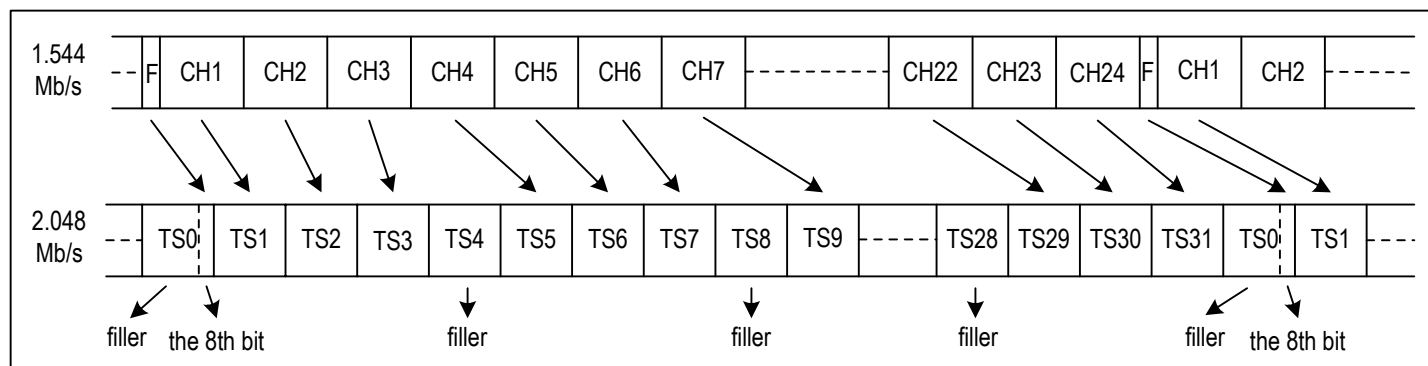 1.544
Mb/s
F CH1 CH2 CH3 CH4 CH5 CH6 CH7 CH22 CH23 CH24 F CH1 CH2
2.048
Mb/s
TS0 TS1 TS2 TS3 TS4 TS5 TS6 TS7 TS8 TS9 TS28 TS29 TS30 TS31 TS0 TS1
filler the 8th bit filler filler filler filler the 8th bit